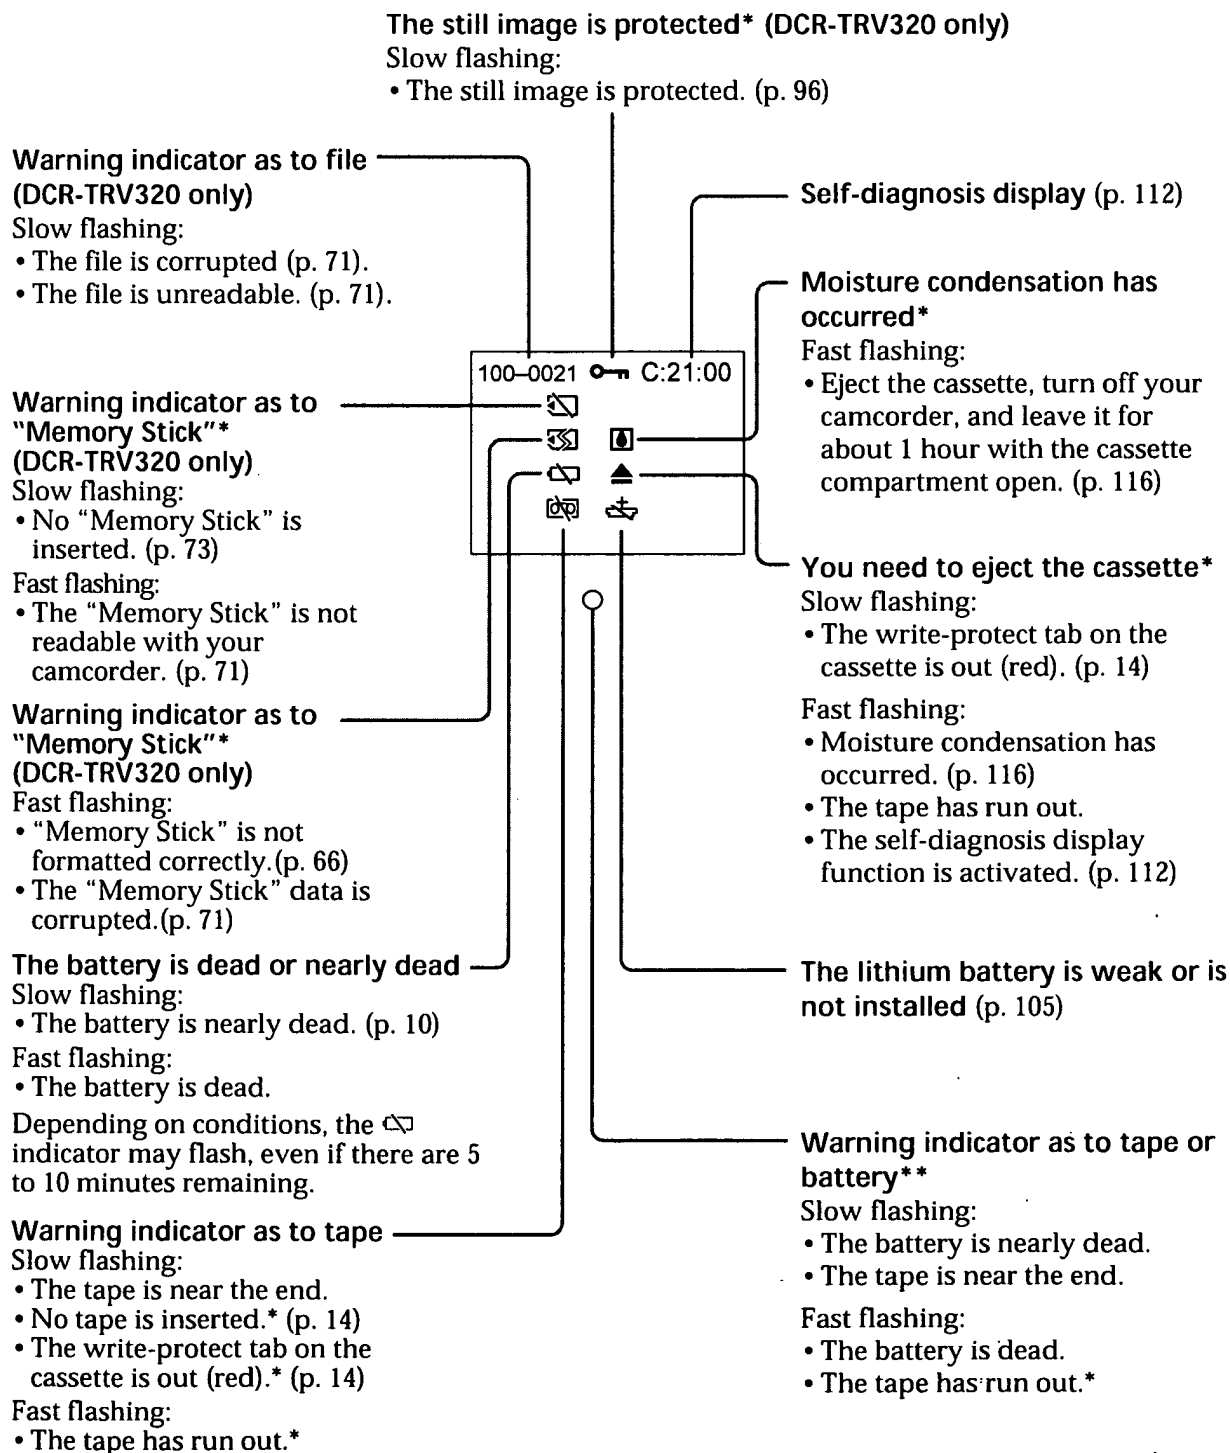 The still image is protected* (DCR-TRV320 only)
Slow flashing:
• The still image is protected. (p. 96)
Warning indicator as to file
(DCR-TRV320 only)
Slow flashing:
• The file is corrupted (p. 71).
• The file is unreadable. (p. 71).
Warning indicator as to
"Memory Stick"*
(DCR-TRV320 only)
Slow flashing:
• No “Memory Stick” is
inserted. (p. 73)
Fast flashing:
• The “Memory Stick” is not
readable with your
camcorder. (p. 71)
Warning indicator as to
"Memory Stick"*
(DCR-TRV320 only)
Fast flashing:
• “Memory Stick” is not
formatted correctly.(p. 66)
• The “Memory Stick” data is
corrupted.(p. 71)
The battery is dead or nearly dead
Slow flashing:
• The battery is nearly dead. (p. 10)
Fast flashing:
• The battery is dead.
Depending on conditions, the
indicator may flash, even if there are 5
to 10 minutes remaining.
Warning indicator as to tape
Slow flashing:
• The tape is near the end.
• No tape is inserted.* (p. 14)
• The write-protect tab on the
cassette is out (red).* (p. 14)
Fast flashing:
• The tape has run out.*
100–0021 C:21:00
Self-diagnosis display (p. 112)
Moisture condensation has
occurred*
Fast flashing:
• Eject the cassette, turn off your
camcorder, and leave it for
about 1 hour with the cassette
compartment open. (p. 116)
You need to eject the cassette*
Slow flashing:
• The write-protect tab on the
cassette is out (red). (p. 14)
Fast flashing:
• Moisture condensation has
occurred. (p. 116)
• The tape has run out.
• The self-diagnosis display
function is activated. (p. 112)
The lithium battery is weak or is
not installed (p. 105)
Warning indicator as to tape or
battery**
Slow flashing:
• The battery is nearly dead.
• The tape is near the end.
Fast flashing:
• The battery is dead.
• The tape has run out.*